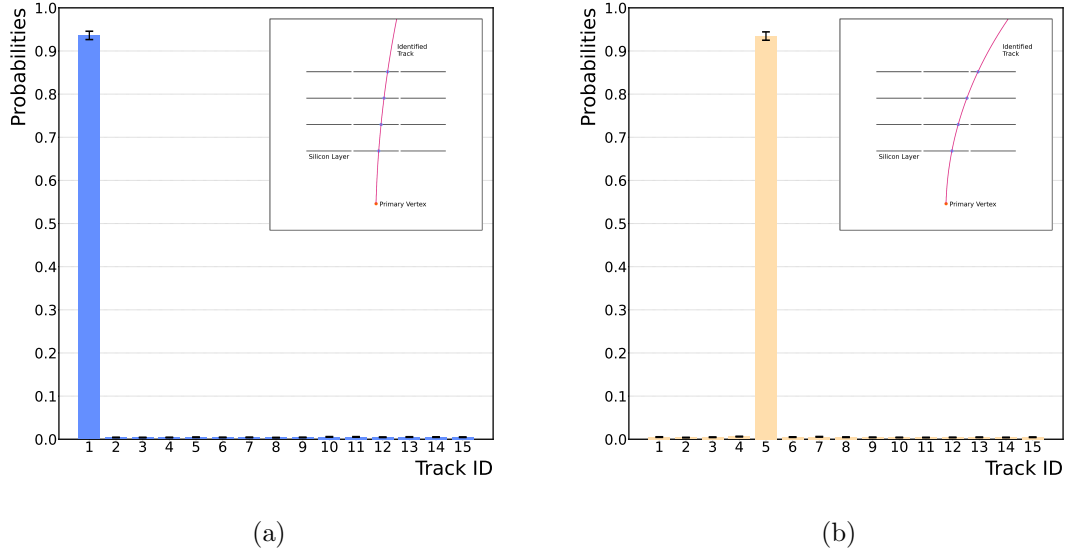 1.0
0.9
0.8
0.7
0.6
0.5
0.4
0.3
0.2
0.1
0.0
Probabilities
Identified
Track
Silicon Layer
Primary Vertex
1 2 3 4 5 6 7 8 9 10 11 12 13 14 15
Track ID
(a)
1.0
0.9
0.8
0.7
0.6
0.5
0.4
0.3
0.2
0.1
0.0
Probabilities
Identified
Track
Silicon Layer
Primary Vertex
1 2 3 4 5 6 7 8 9 10 11 12 13 14 15
Track ID
(b)